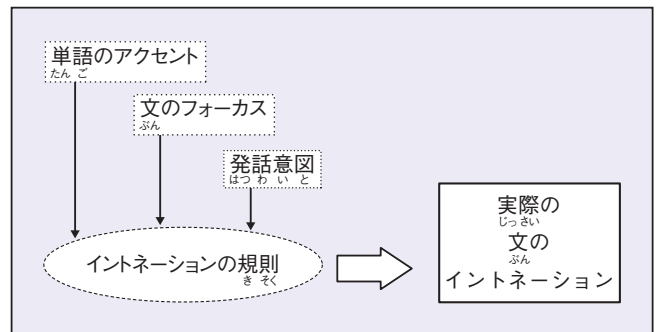 単語のアクセント
たんご
文のフォーカス
ぶん
発話意図
はつわいと
イントネーションの規則
きそく
実際の
じっさい
文の
ぶん
イントネーション